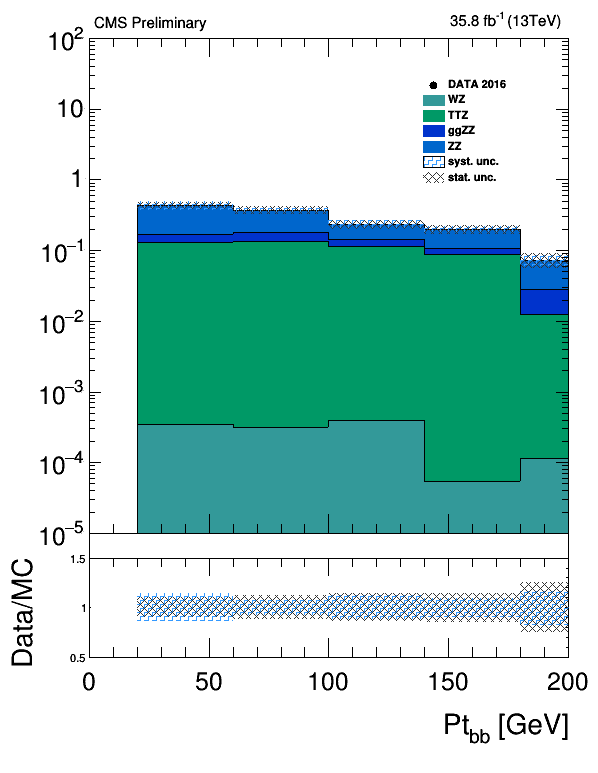 CMS Preliminary 35.8 fb⁻¹ (13TeV)
10²
DATA 2016
WZ
10
TTZ
ggZZ
ZZ
syst. unc.
stat. unc.
1
10⁻¹
10⁻²
10⁻³
10⁻⁴
10⁻⁵
1.5
1
0.5
Data/MC
0 50 100 150 200
Pt_bb [GeV]